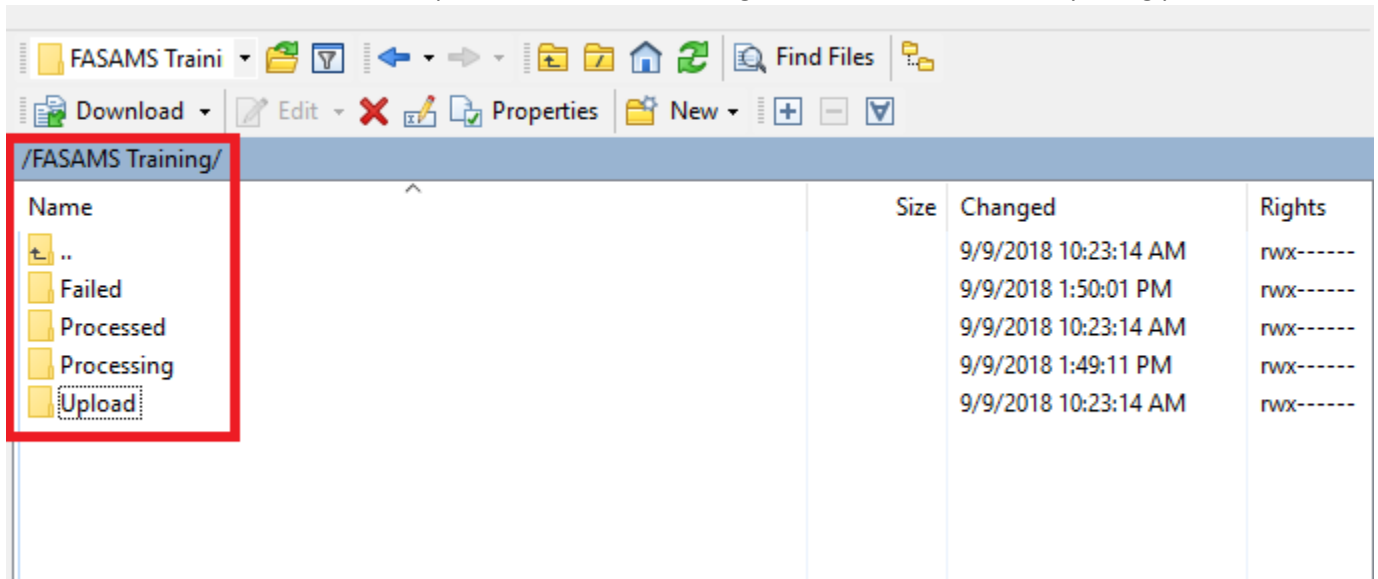 FASAMS Traini Find Files
Download Edit Properties New
/FASAMS Training/
Name Size Changed Rights
.. 9/9/2018 10:23:14 AM rwx------
Failed 9/9/2018 1:50:01 PM rwx------
Processed 9/9/2018 10:23:14 AM rwx------
Processing 9/9/2018 1:49:11 PM rwx------
Upload 9/9/2018 10:23:14 AM rwx------